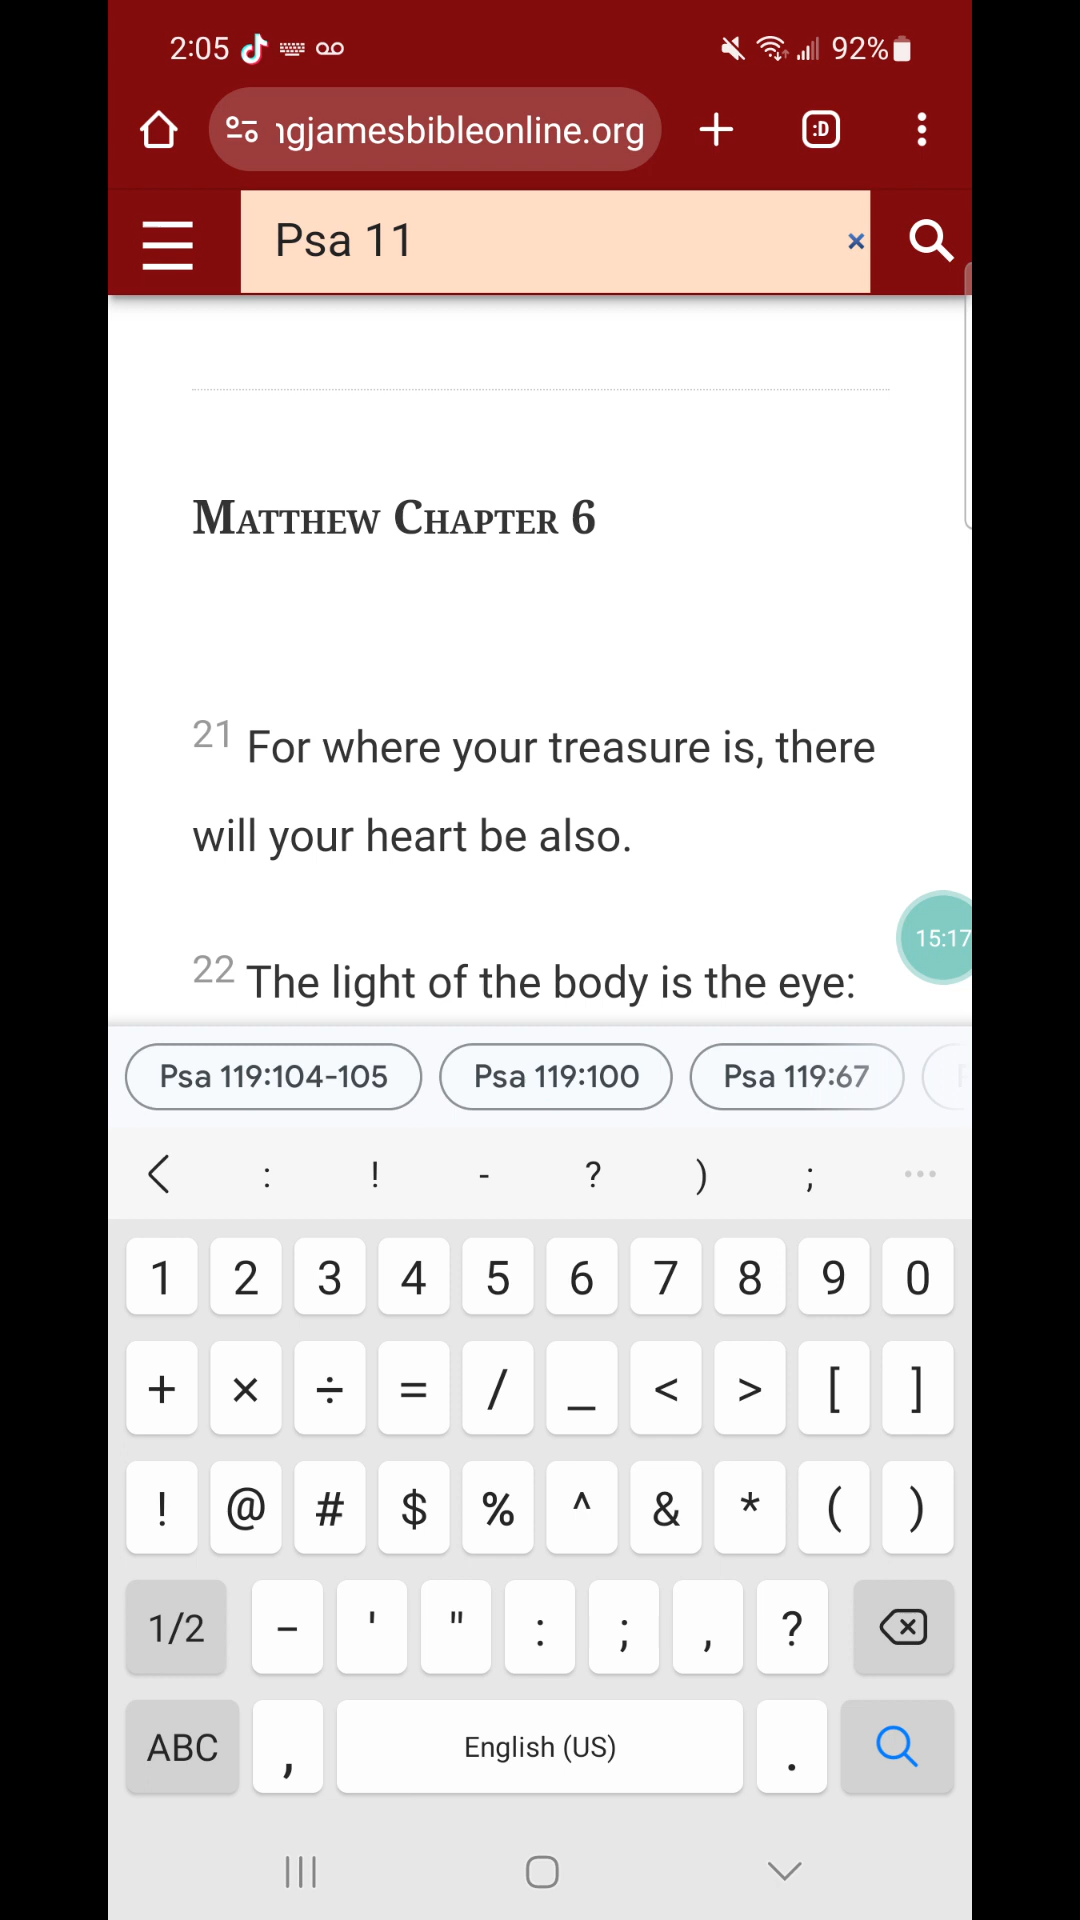 2:05 92%
ngjamesbibleonline.org :D
Psa 11 ×
Matthew Chapter 6
21 For where your treasure is, there
will your heart be also.
15:17
22 The light of the body is the eye:
Psa 119:104-105 Psa 119:100 Psa 119:67
: ! - ? ) ; ...
1 2 3 4 5 6 7 8 9 0
+ × ÷ = / _ < > [ ]
! @ # $ % ^ & * ( )
1/2 - ' " : ; , ?
ABC , English (US) .